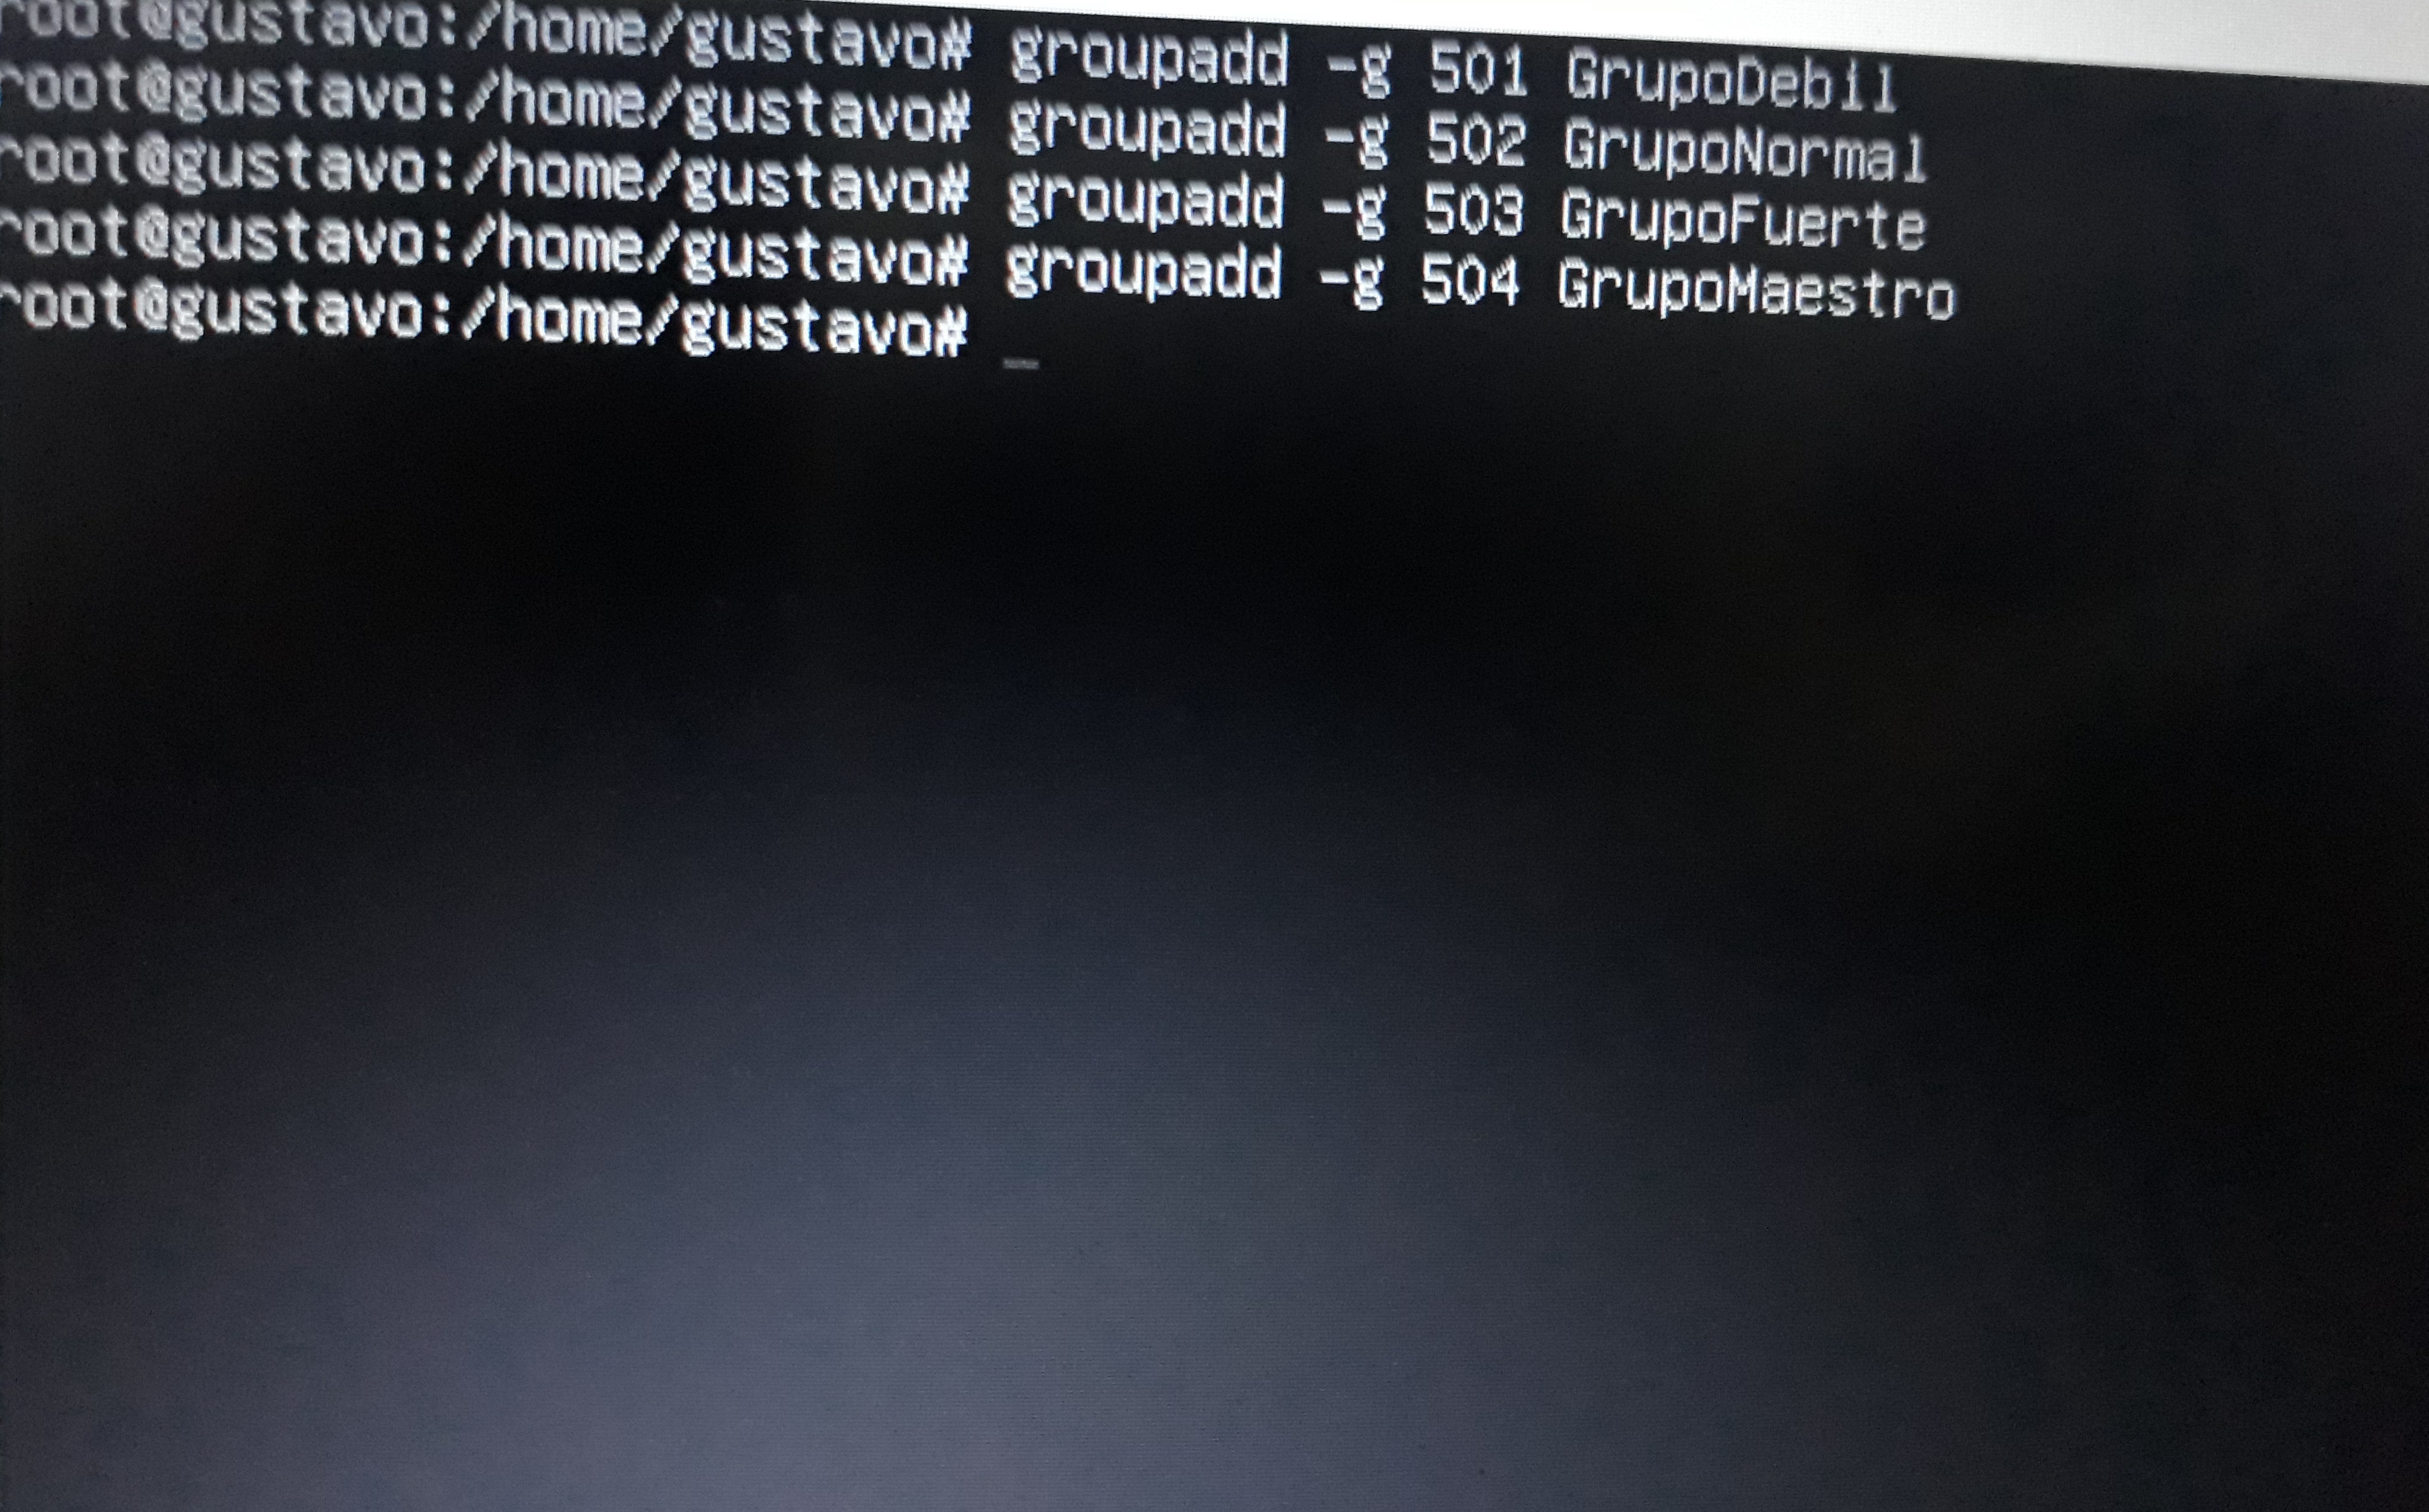 root@gustavo:/home/gustavo# groupadd -g 501 GrupoDebil
root@gustavo:/home/gustavo# groupadd -g 502 GrupoNormal
root@gustavo:/home/gustavo# groupadd -g 503 GrupoFuerte
root@gustavo:/home/gustavo# groupadd -g 504 GrupoMaestro
root@gustavo:/home/gustavo# _